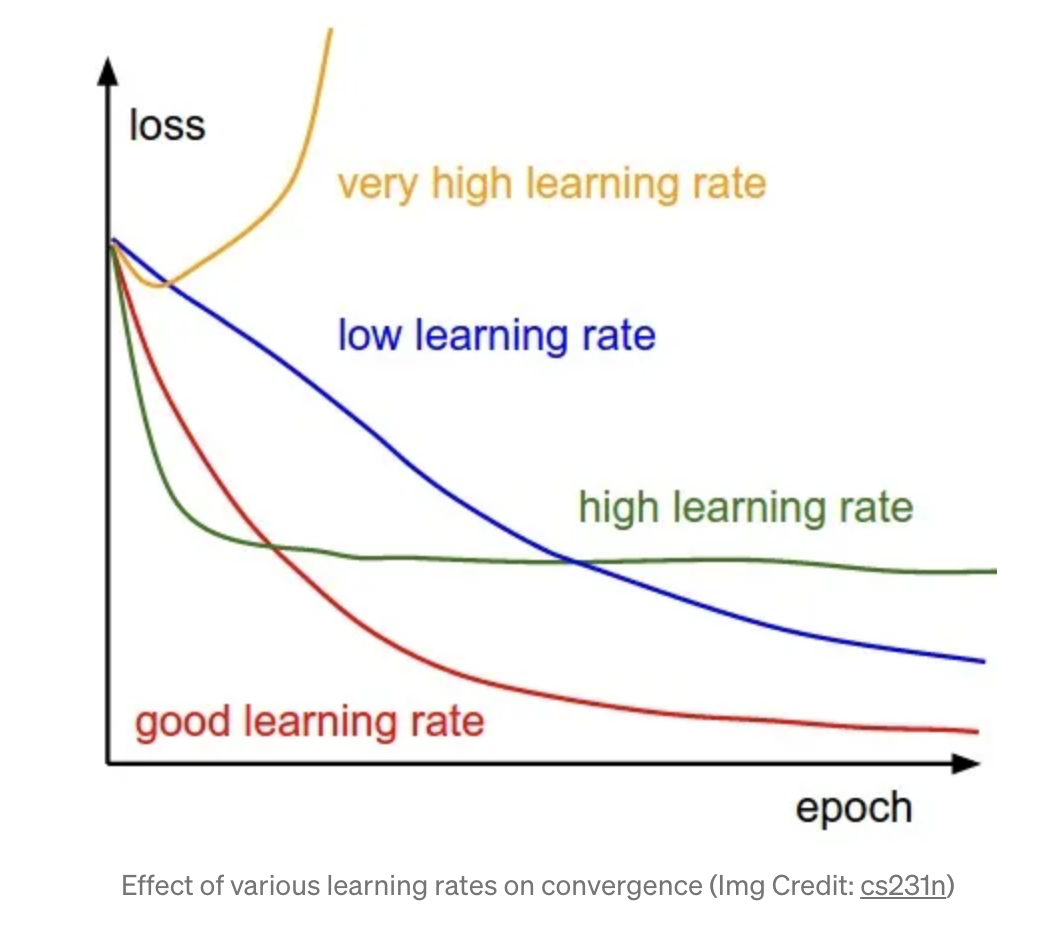 loss
very high learning rate
low learning rate
high learning rate
good learning rate
epoch
Effect of various learning rates on convergence (Img Credit: cs231n)